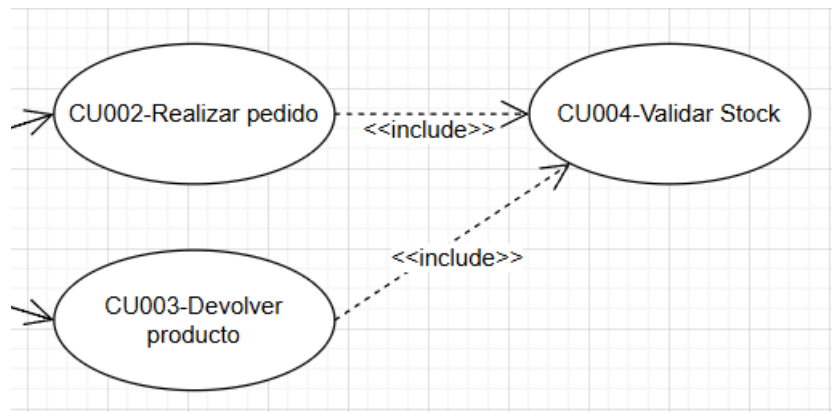 CU002-Realizar pedido
<<include>>
CU004-Validar Stock
<<include>>
CU003-Devolver
producto